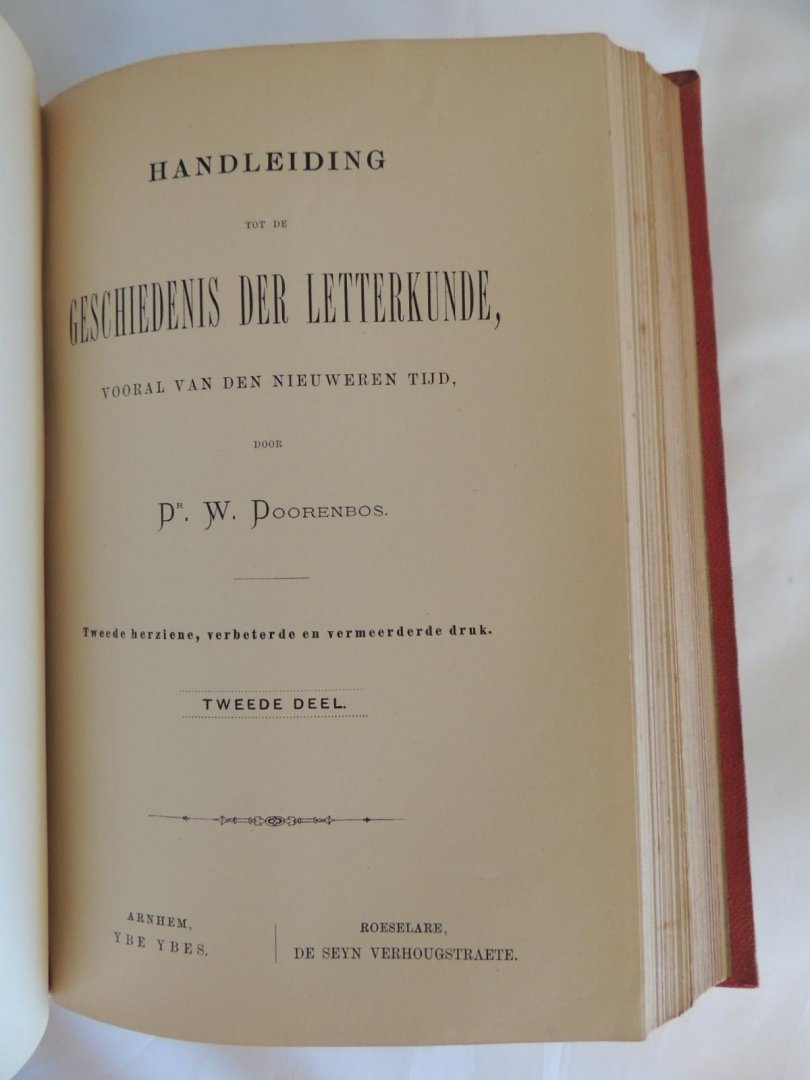 HANDLEIDING
TOT DE
GESCHIEDENIS DER LETTERKUNDE,
VOORAL VAN DEN NIEUWEREN TIJD,
DOOR
DR. W. DOORENBOS.
Tweede herziene, verbeterde en vermeerderde druk.
TWEEDE DEEL.
ARNHEM,
YBE YBES.
ROESELARE,
DE SEYN VERHOUGSTRAETE.